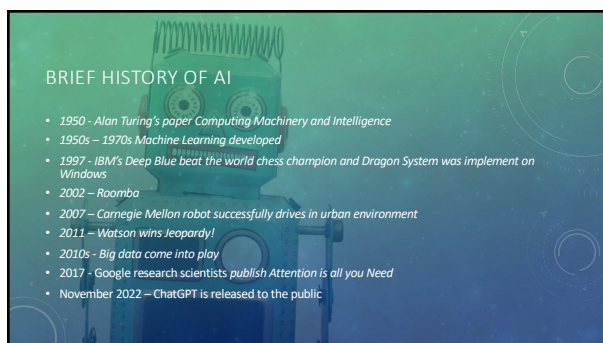 BRIEF HISTORY OF AI
• 1950 - Alan Turing's paper Computing Machinery and Intelligence
• 1950s – 1970s Machine Learning developed
• 1997 - IBM's Deep Blue beat the world chess champion and Dragon System was implement on
Windows
• 2002 – Roomba
• 2007 – Carnegie Mellon robot successfully drives in urban environment
• 2011 – Watson wins Jeopardy!
• 2010s - Big data come into play
• 2017 - Google research scientists publish Attention is all you Need
• November 2022 – ChatGPT is released to the public